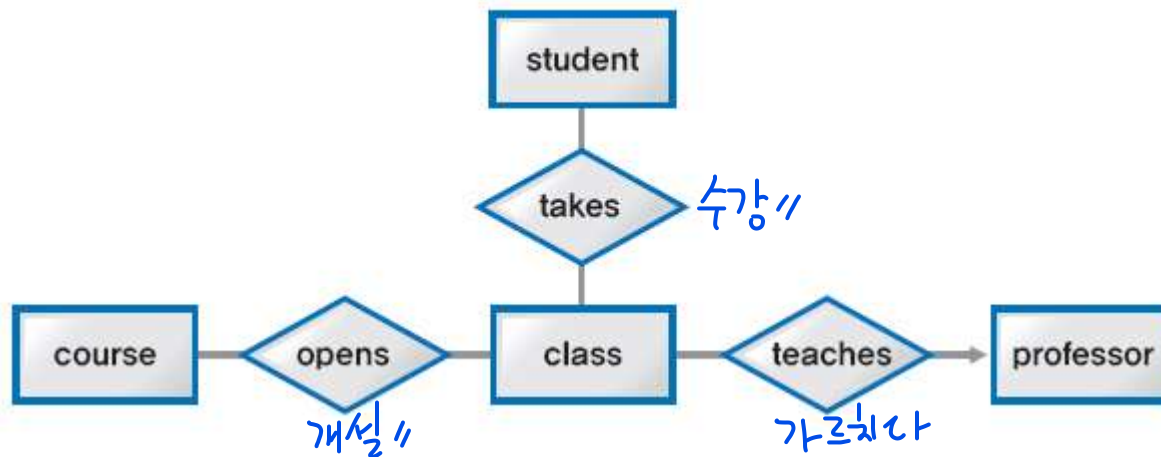 student
takes 수강〃
course opens class teaches professor
개설〃 가르치다